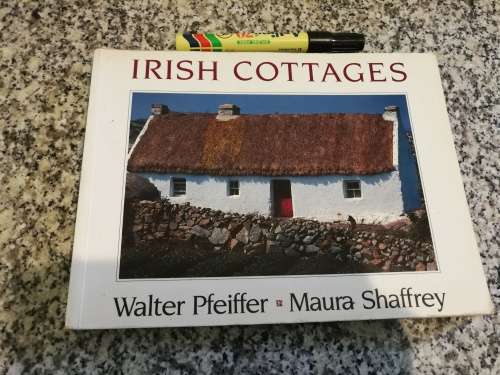 IRISH COTTAGES
Walter Pfeiffer Maura Shaffrey